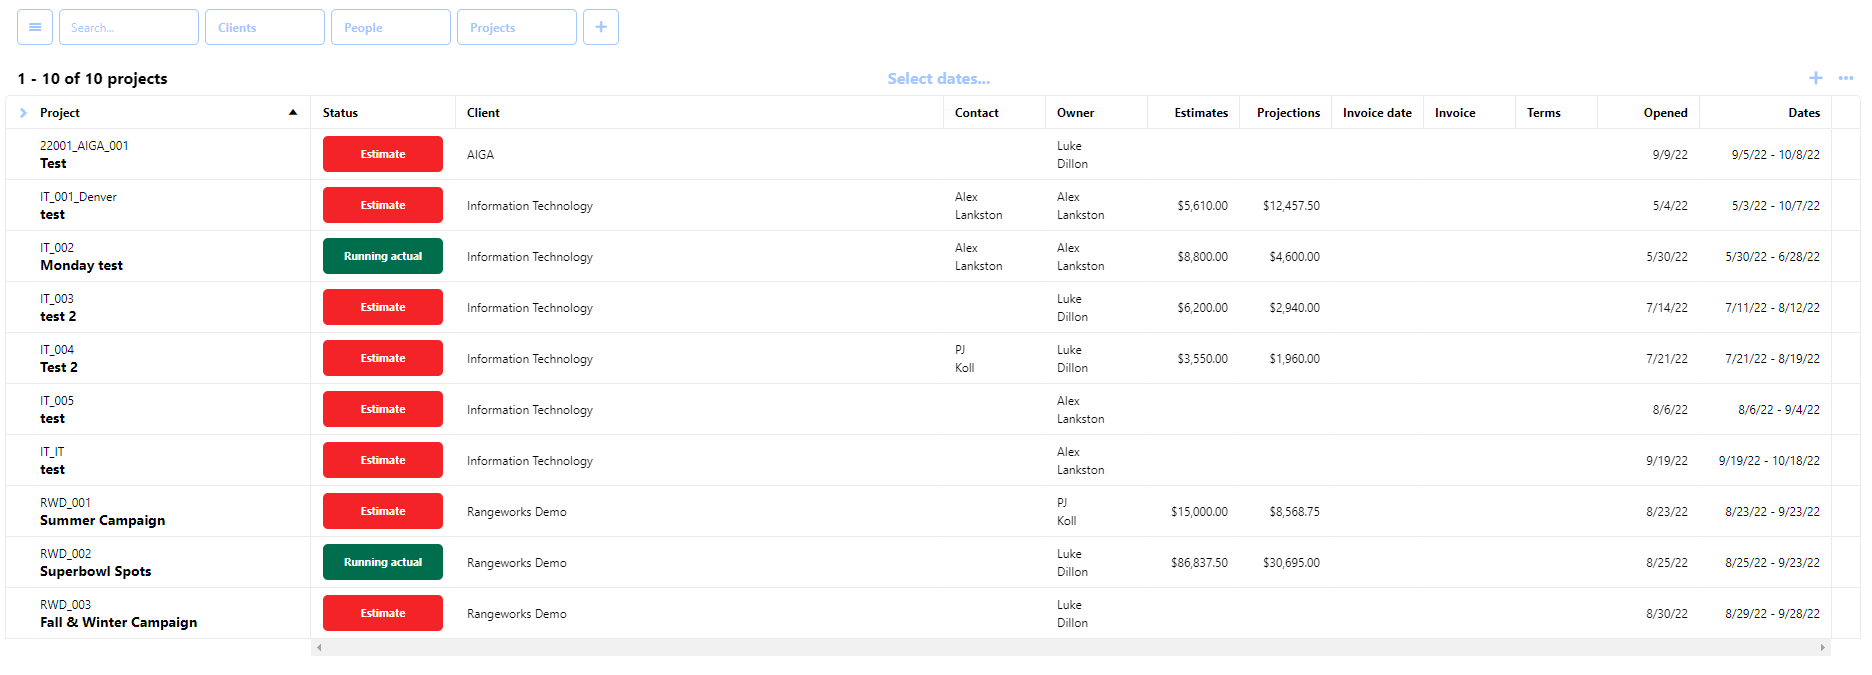 Search... Clients People Projects
1 - 10 of 10 projects Select dates...
Project Status Client Contact Owner Estimates Projections Invoice date Invoice Terms Opened Dates
22001_AIGA_001
Test Estimate AIGA Luke Dillon 9/9/22 9/5/22 - 10/8/22
IT_001_Denver
test Estimate Information Technology Alex Lankston Alex Lankston $5,610.00 $12,457.50 5/4/22 5/3/22 - 10/7/22
IT_002
Monday test Running actual Information Technology Alex Lankston Alex Lankston $8,800.00 $4,600.00 5/30/22 5/30/22 - 6/28/22
IT_003
test 2 Estimate Information Technology Luke Dillon $6,200.00 $2,940.00 7/14/22 7/11/22 - 8/12/22
IT_004
Test 2 Estimate Information Technology PJ Koll Luke Dillon $3,550.00 $1,960.00 7/21/22 7/21/22 - 8/19/22
IT_005
test Estimate Information Technology Alex Lankston 8/6/22 8/6/22 - 9/4/22
IT_IT
test Estimate Information Technology Alex Lankston 9/19/22 9/19/22 - 10/18/22
RWD_001
Summer Campaign Estimate Rangeworks Demo PJ Koll $15,000.00 $8,568.75 8/23/22 8/23/22 - 9/23/22
RWD_002
Superbowl Spots Running actual Rangeworks Demo Luke Dillon $86,837.50 $30,695.00 8/25/22 8/25/22 - 9/23/22
RWD_003
Fall & Winter Campaign Estimate Rangeworks Demo Luke Dillon 8/30/22 8/29/22 - 9/28/22